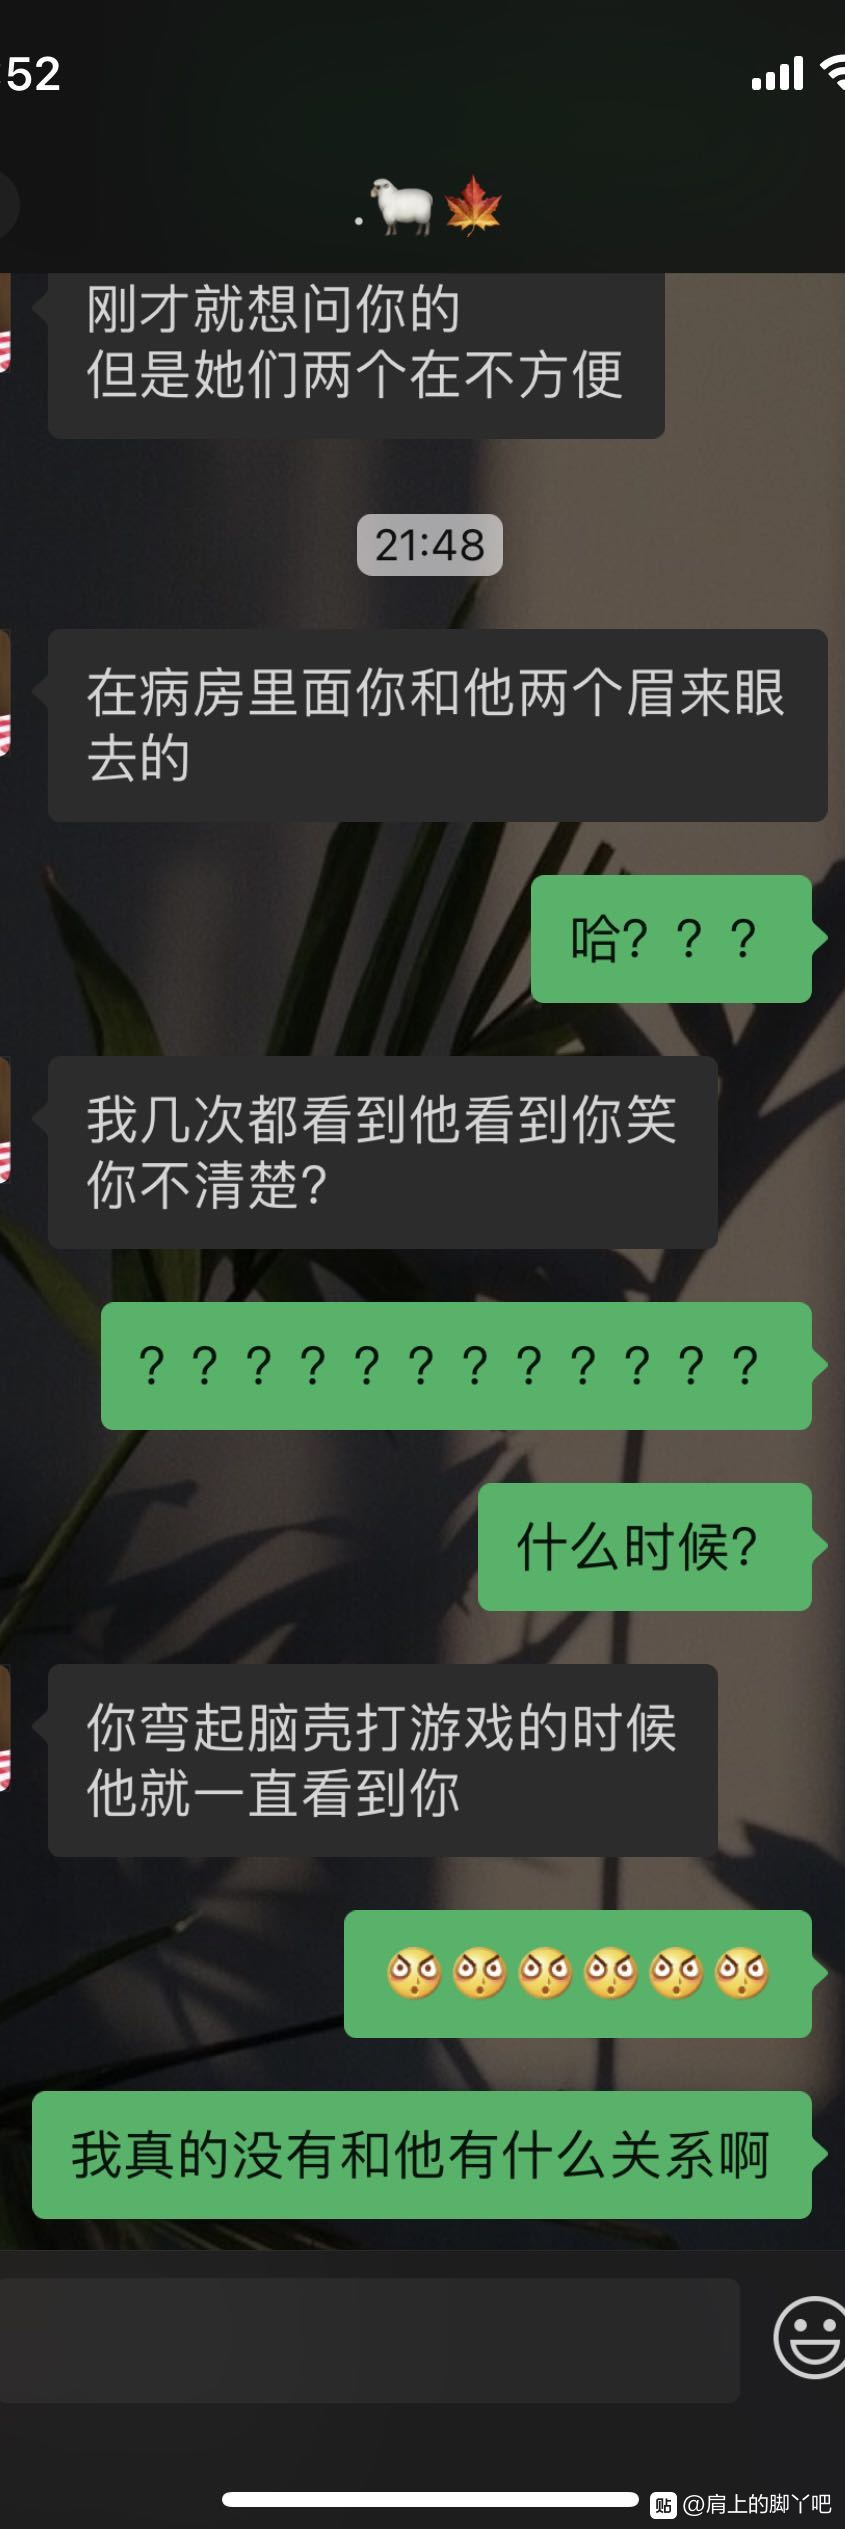 :52
.🐑🍁
刚才就想问你的
但是她们两个在不方便
21:48
在病房里面你和他两个眉来眼
去的
哈？？？
我几次都看到他看到你笑
你不清楚？
？？？？？？？？？？？？
什么时候？
你弯起脑壳打游戏的时候
他就一直看到你
我真的没有和他有什么关系啊
贴 @肩上的脚丫吧